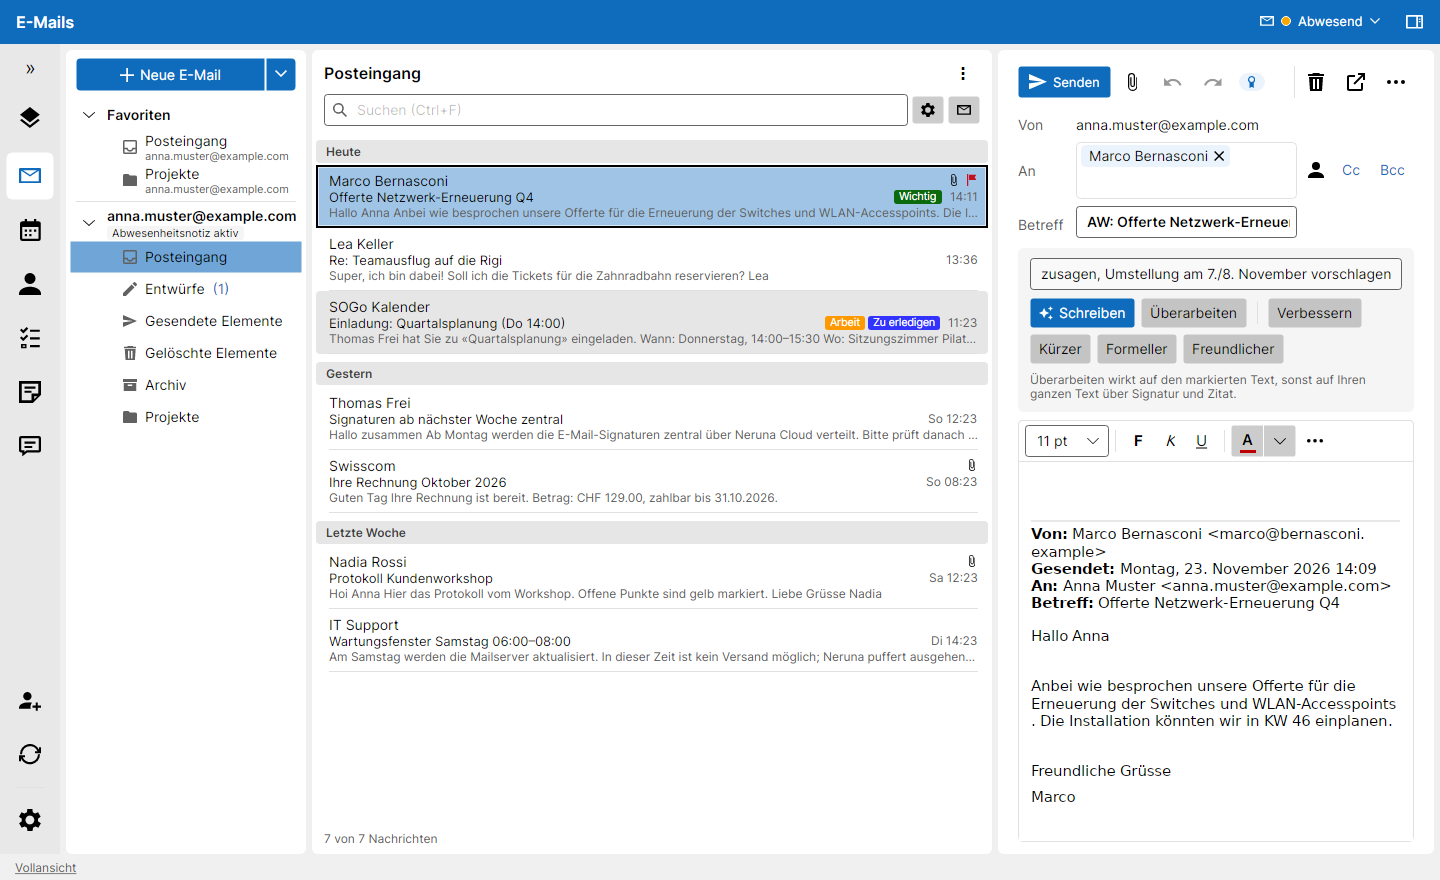 E-Mails
Abwesend
Neue E-Mail
Favoriten
Posteingang
anna.muster@example.com
Projekte
anna.muster@example.com
anna.muster@example.com
Abwesenheitsnotiz aktiv
Posteingang
Entwürfe (1)
Gesendete Elemente
Gelöschte Elemente
Archiv
Projekte
Posteingang
Suchen (Ctrl+F)
Heute
Marco Bernasconi
Offerte Netzwerk-Erneuerung Q4 Wichtig 14:11
Hallo Anna Anbei wie besprochen unsere Offerte für die Erneuerung der Switches und WLAN-Accesspoints. Die I...
Lea Keller
Re: Teamausflug auf die Rigi 13:36
Super, ich bin dabei! Soll ich die Tickets für die Zahnradbahn reservieren? Lea
SOGo Kalender
Einladung: Quartalsplanung (Do 14:00) Arbeit Zu erledigen 11:23
Thomas Frei hat Sie zu «Quartalsplanung» eingeladen. Wann: Donnerstag, 14:00–15:30 Wo: Sitzungszimmer Pilat...
Gestern
Thomas Frei
Signaturen ab nächster Woche zentral So 12:23
Hallo zusammen Ab Montag werden die E-Mail-Signaturen zentral über Neruna Cloud verteilt. Bitte prüft danach ...
Swisscom
Ihre Rechnung Oktober 2026 So 08:23
Guten Tag Ihre Rechnung ist bereit. Betrag: CHF 129.00, zahlbar bis 31.10.2026.
Letzte Woche
Nadia Rossi
Protokoll Kundenworkshop Sa 12:23
Hoi Anna Hier das Protokoll vom Workshop. Offene Punkte sind gelb markiert. Liebe Grüsse Nadia
IT Support
Wartungsfenster Samstag 06:00–08:00 Di 14:23
Am Samstag werden die Mailserver aktualisiert. In dieser Zeit ist kein Versand möglich; Neruna puffert ausgehen...
7 von 7 Nachrichten
Senden
Von anna.muster@example.com
An Marco Bernasconi Cc Bcc
Betreff AW: Offerte Netzwerk-Erneue
zusagen, Umstellung am 7./8. November vorschlagen
Schreiben Überarbeiten Verbessern
Kürzer Formeller Freundlicher
Überarbeiten wirkt auf den markierten Text, sonst auf Ihren
ganzen Text über Signatur und Zitat.
11 pt F K U A
Von: Marco Bernasconi <marco@bernasconi.
example>
Gesendet: Montag, 23. November 2026 14:09
An: Anna Muster <anna.muster@example.com>
Betreff: Offerte Netzwerk-Erneuerung Q4
Hallo Anna
Anbei wie besprochen unsere Offerte für die
Erneuerung der Switches und WLAN-Accesspoints
. Die Installation könnten wir in KW 46 einplanen.
Freundliche Grüsse
Marco
Vollansicht